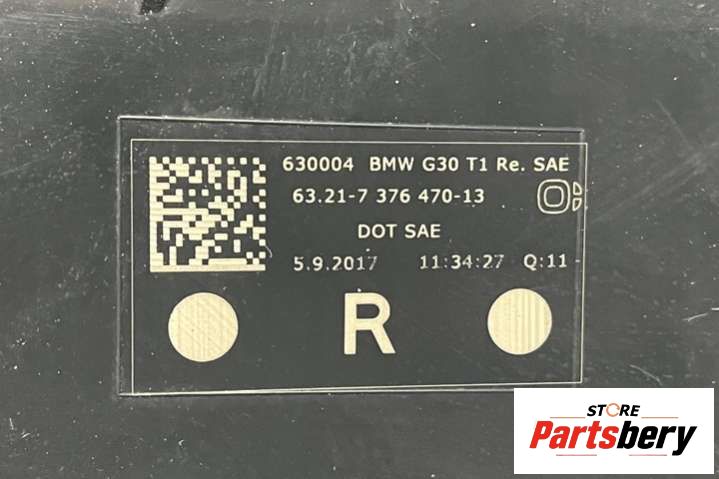 630004 BMW G30 T1 Re. SAE
63.21-7 376 470-13
DOT SAE
5.9.2017 11:34:27 Q:11 -
R
STORE
Partsbery